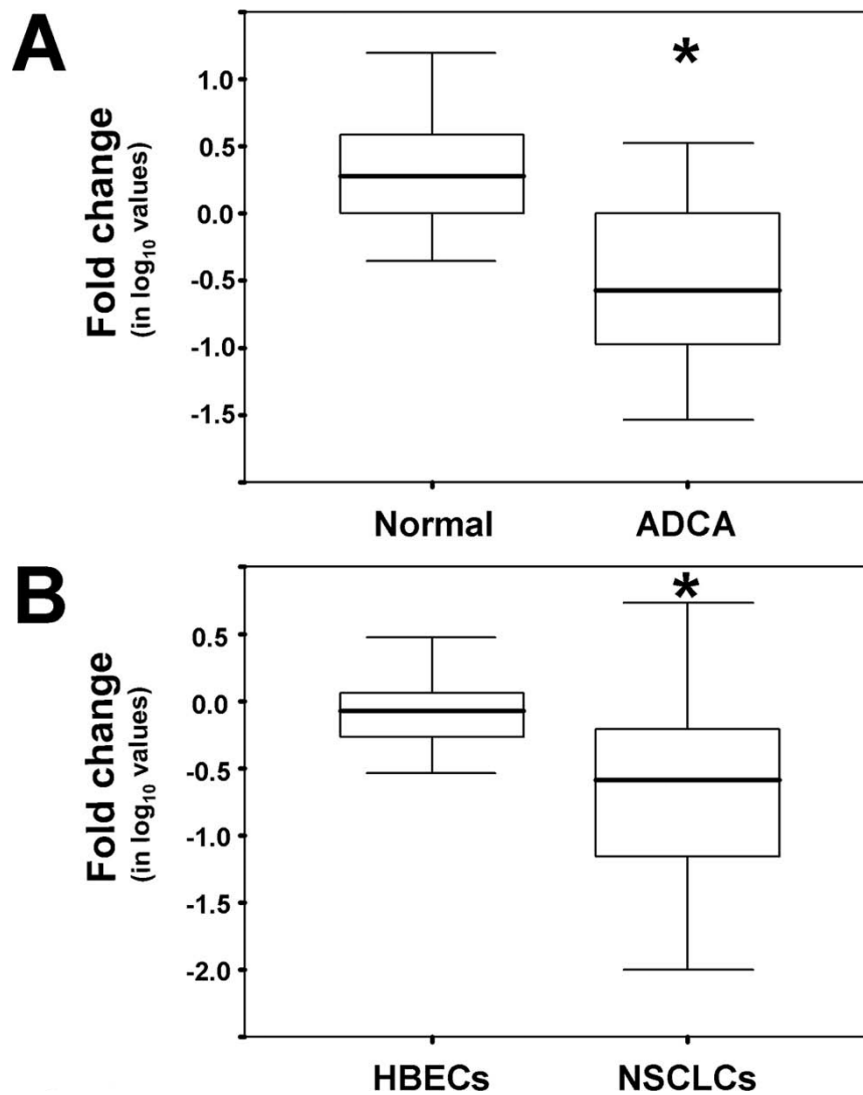 A
*
Fold change
(in log₁₀ values)
1.0
0.5
0.0
-0.5
-1.0
-1.5
Normal ADCA
B
*
Fold change
(in log₁₀ values)
0.5
0.0
-0.5
-1.0
-1.5
-2.0
HBECs NSCLCs